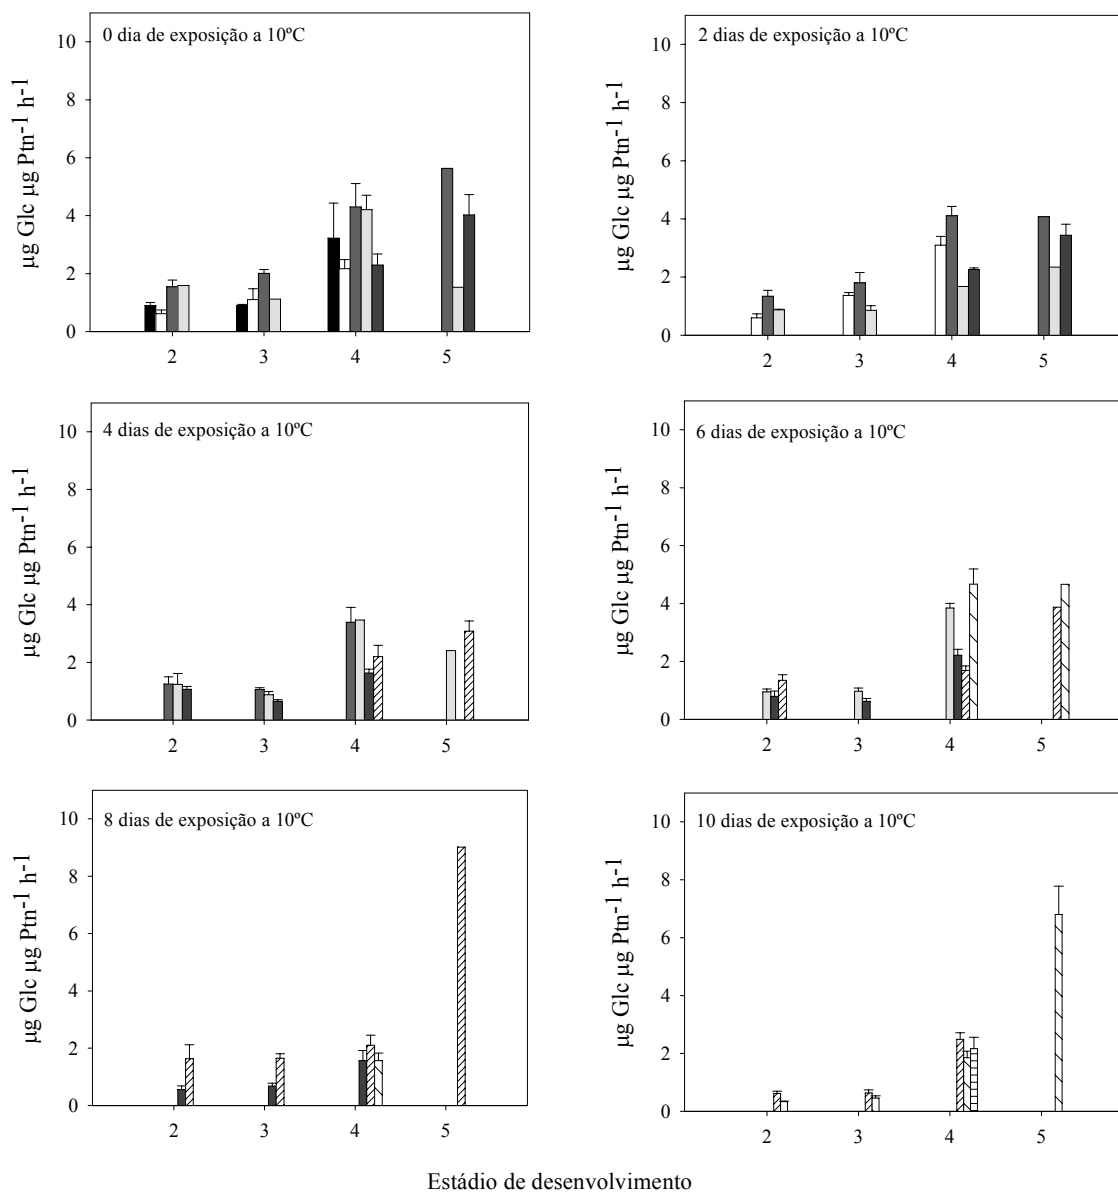 0 dia de exposição a 10ºC
10
8
6
4
2
0
µg Glc µg Ptn-1 h-1
2 3 4 5
2 dias de exposição a 10ºC
10
8
6
4
2
0
µg Glc µg Ptn-1 h-1
2 3 4 5
4 dias de exposição a 10ºC
10
8
6
4
2
0
µg Glc µg Ptn-1 h-1
2 3 4 5
6 dias de exposição a 10ºC
10
8
6
4
2
0
µg Glc µg Ptn-1 h-1
2 3 4 5
8 dias de exposição a 10ºC
10
8
6
4
2
0
µg Glc µg Ptn-1 h-1
2 3 4 5
10 dias de exposição a 10ºC
10
8
6
4
2
0
µg Glc µg Ptn-1 h-1
2 3 4 5
Estádio de desenvolvimento